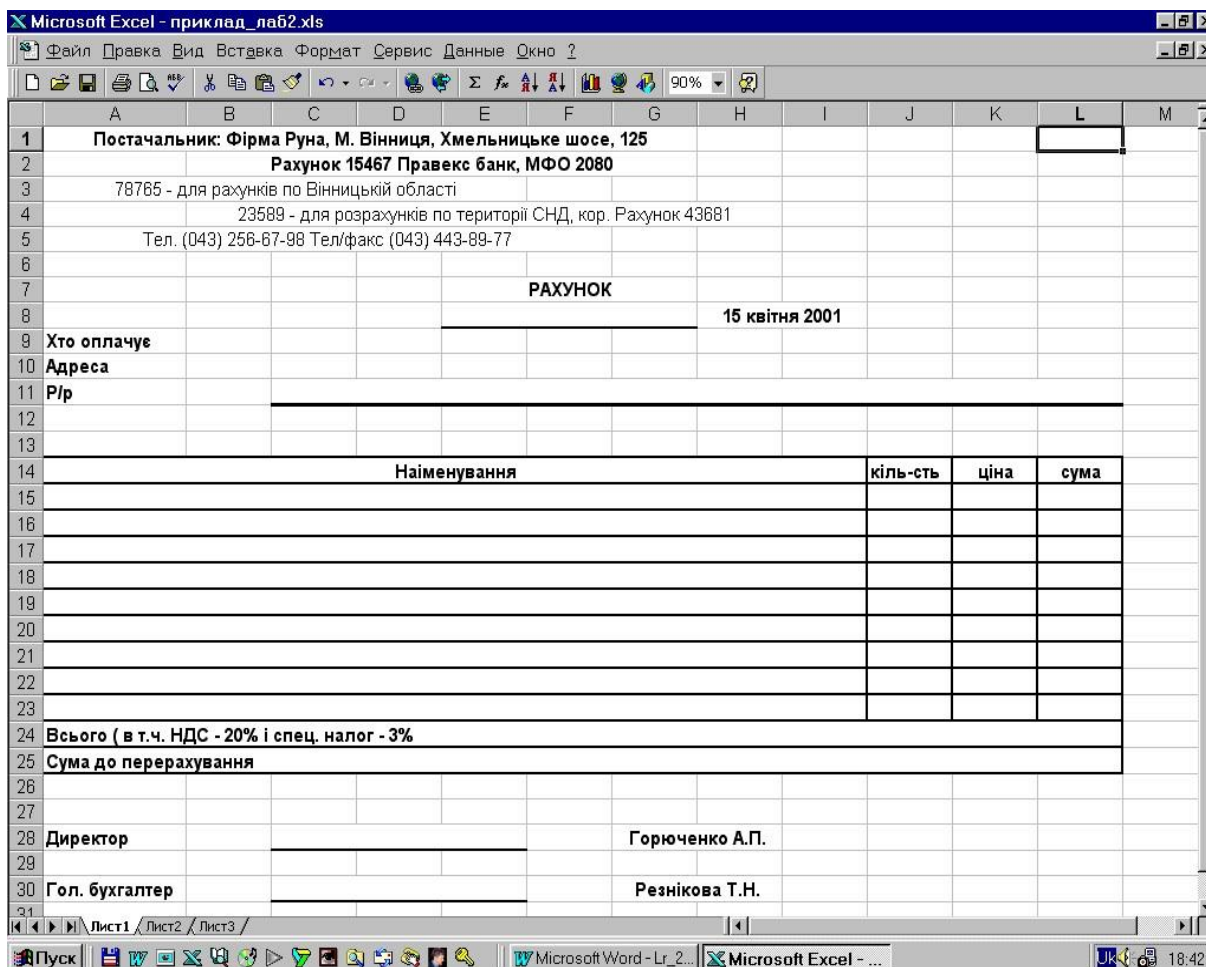 Microsoft Excel - приклад_лаб2.xls
Файл Правка Вид Вставка Формат Сервис Данные Окно ?
90%
A B C D E F G H I J K L M
1 Постачальник: Фірма Руна, М. Вінниця, Хмельницьке шосе, 125
2 Рахунок 15467 Правекс банк, МФО 2080
3 78765 - для рахунків по Вінницькій області
4 23589 - для розрахунків по території СНД, кор. Рахунок 43681
5 Тел. (043) 256-67-98 Тел/факс (043) 443-89-77
6
7 РАХУНОК
8 15 квітня 2001
9 Хто оплачує
10 Адреса
11 Р/р
12
13
14 Наіменування кіль-сть ціна сума
15
16
17
18
19
20
21
22
23
24 Всього ( в т.ч. НДС - 20% і спец. налог - 3%
25 Сума до перерахування
26
27
28 Директор Горюченко А.П.
29
30 Гол. бухгалтер Резнікова Т.Н.
31
Лист1 Лист2 Лист3
Пуск Microsoft Word - Lr_2... Microsoft Excel - ... Uk 18:42